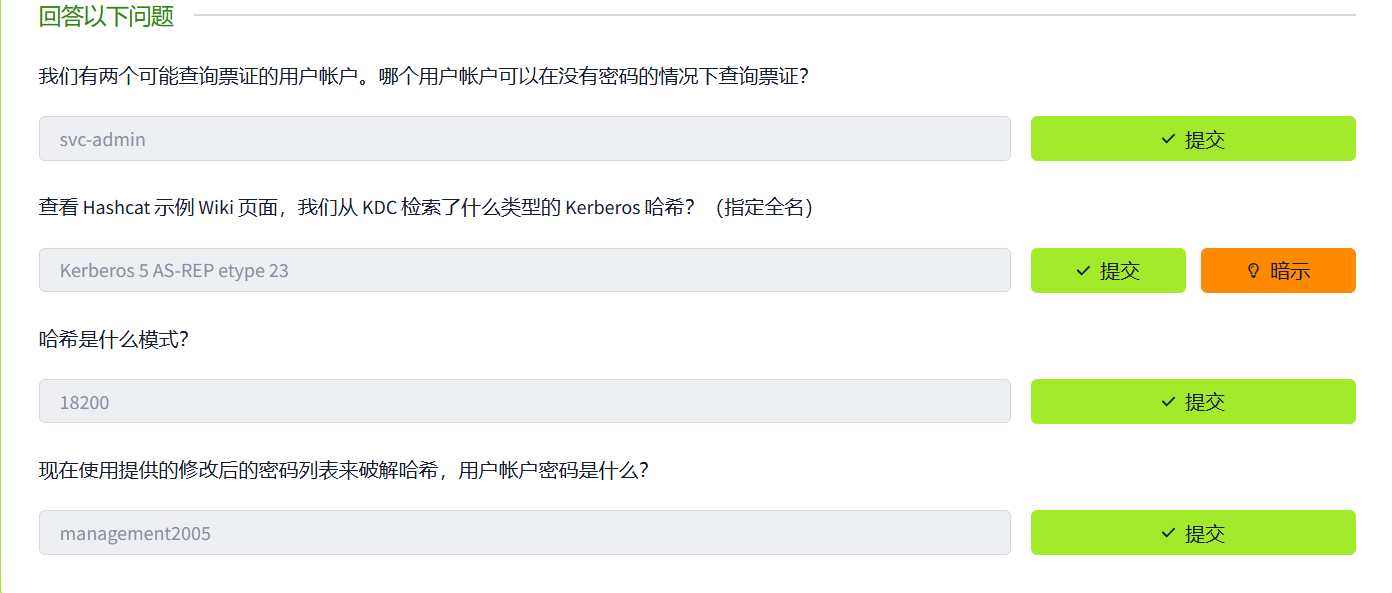 回答以下问题
我们有两个可能查询票证的用户帐户。哪个用户帐户可以在没有密码的情况下查询票证？
svc-admin
提交
查看 Hashcat 示例 Wiki 页面，我们从 KDC 检索了什么类型的 Kerberos 哈希？（指定全名）
Kerberos 5 AS-REP etype 23
提交
暗示
哈希是什么模式？
18200
提交
现在使用提供的修改后的密码列表来破解哈希，用户帐户密码是什么？
management2005
提交